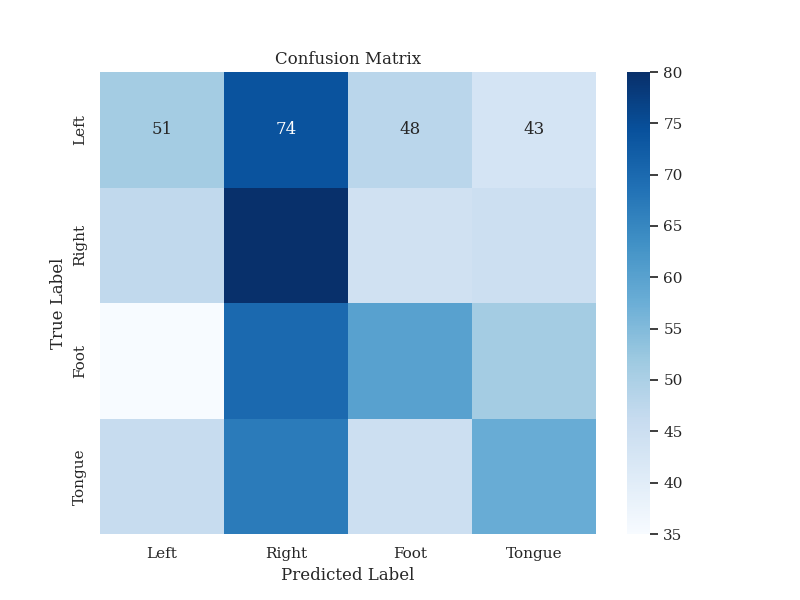 Confusion Matrix
True Label
Left
Right
Foot
Tongue
51 74 48 43
Left Right Foot Tongue
Predicted Label
80
75
70
65
60
55
50
45
40
35